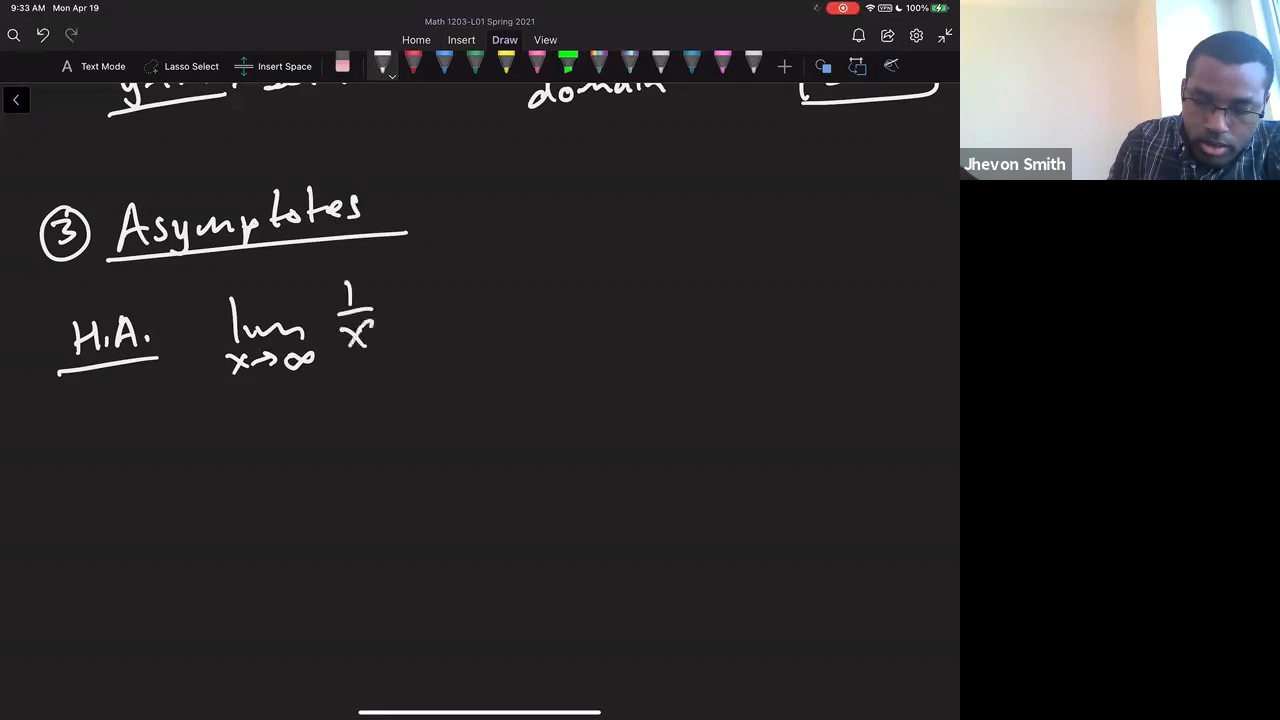 9:33 AM Mon Apr 19
VPN 100%
Math 1203-L01 Spring 2021
Home Insert Draw View
A Text Mode Lasso Select Insert Space
domain
Jhevon Smith
③ Asymptotes
H.A. lim 1/x
x→∞